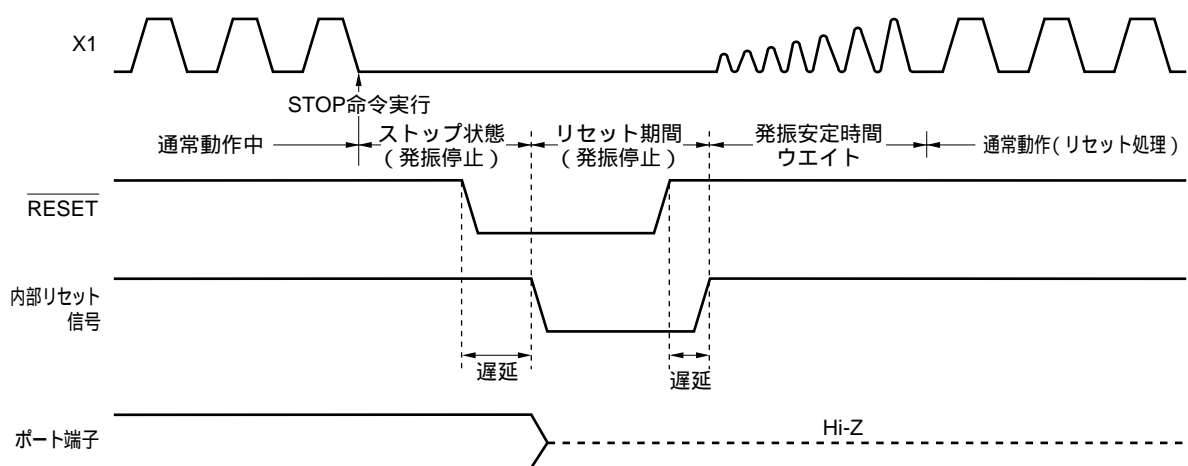 X1
STOP命令実行
通常動作中
ストップ状態
(発振停止)
リセット期間
(発振停止)
発振安定時間
ウエイト
通常動作(リセット処理)
RESET
内部リセット
信号
遅延
遅延
ポート端子
Hi-Z